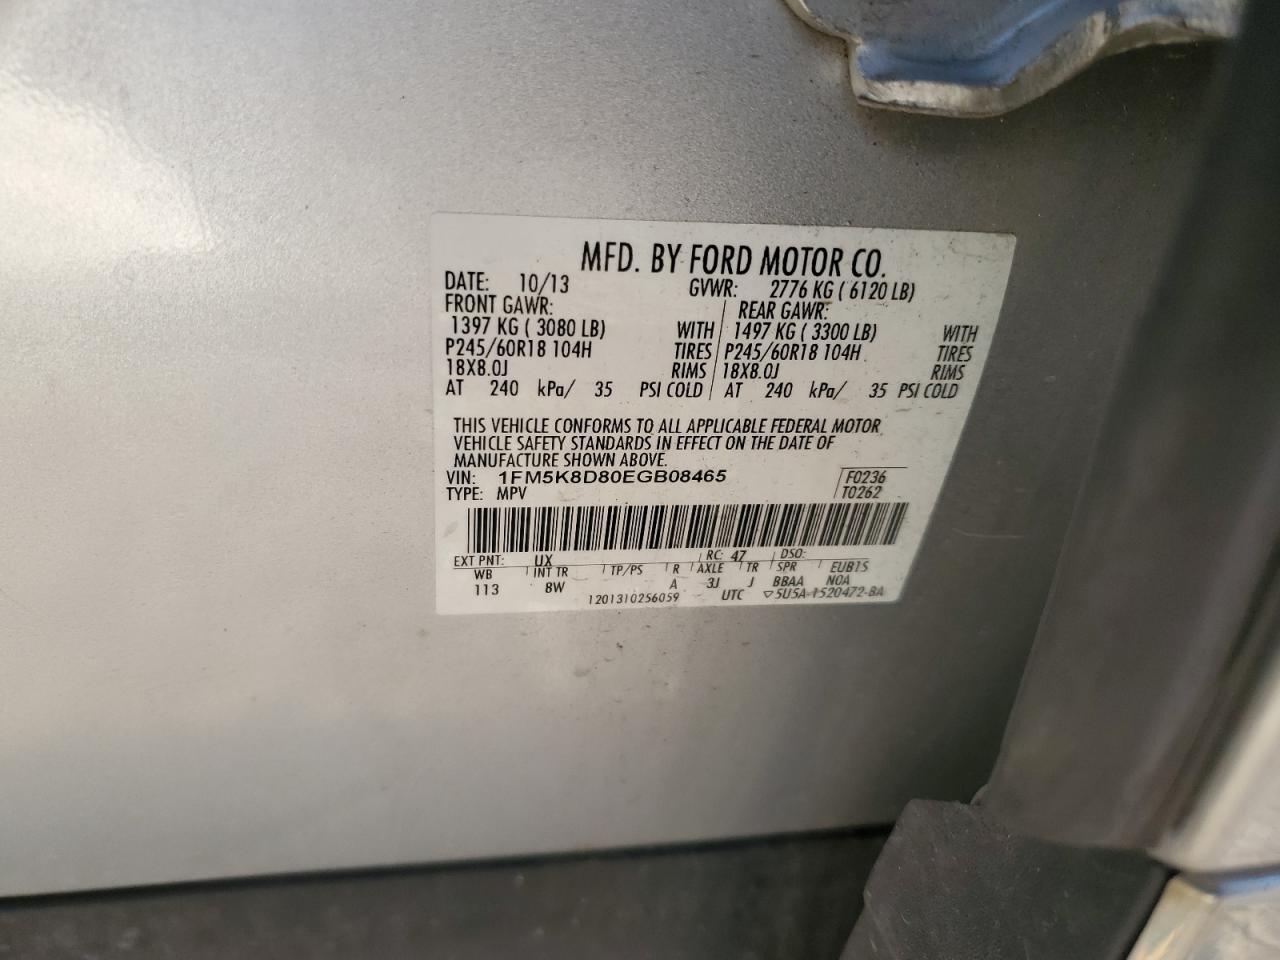 MFD. BY FORD MOTOR CO.
DATE: 10/13 GVWR: 2776 KG ( 6120 LB)
FRONT GAWR: REAR GAWR:
1397 KG ( 3080 LB) WITH 1497 KG ( 3300 LB) WITH
P245/60R18 104H TIRES P245/60R18 104H TIRES
18X8.0J RIMS 18X8.0J RIMS
AT 240 kPa/ 35 PSI COLD AT 240 kPa/ 35 PSI COLD
THIS VEHICLE CONFORMS TO ALL APPLICABLE FEDERAL MOTOR
VEHICLE SAFETY STANDARDS IN EFFECT ON THE DATE OF
MANUFACTURE SHOWN ABOVE.
VIN: 1FM5K8D80EGB08465 F0236
TYPE: MPV T0262
EXT PNT: UX RC: 47 DSO:
WB INT TR TP/PS R AXLE TR SPR EUB15
113 8W A 3J J BBAA N0A
1201310256059 UTC ▽5U5A-1520472-BA